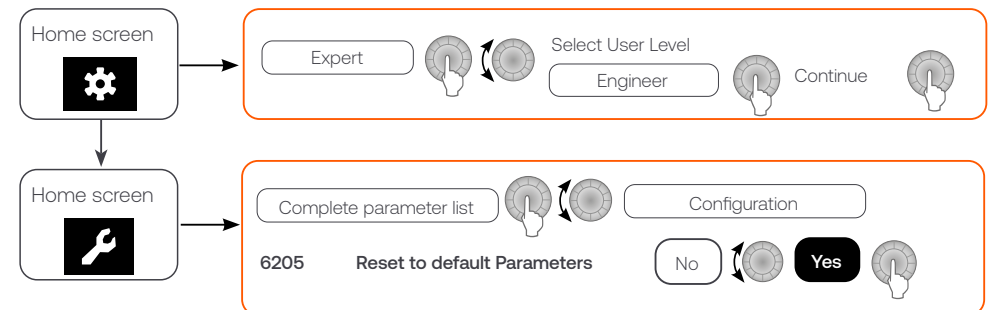 Home screen
Expert
Select User Level
Engineer
Continue
Home screen
Complete parameter list
Configuration
6205 Reset to default Parameters
No
Yes